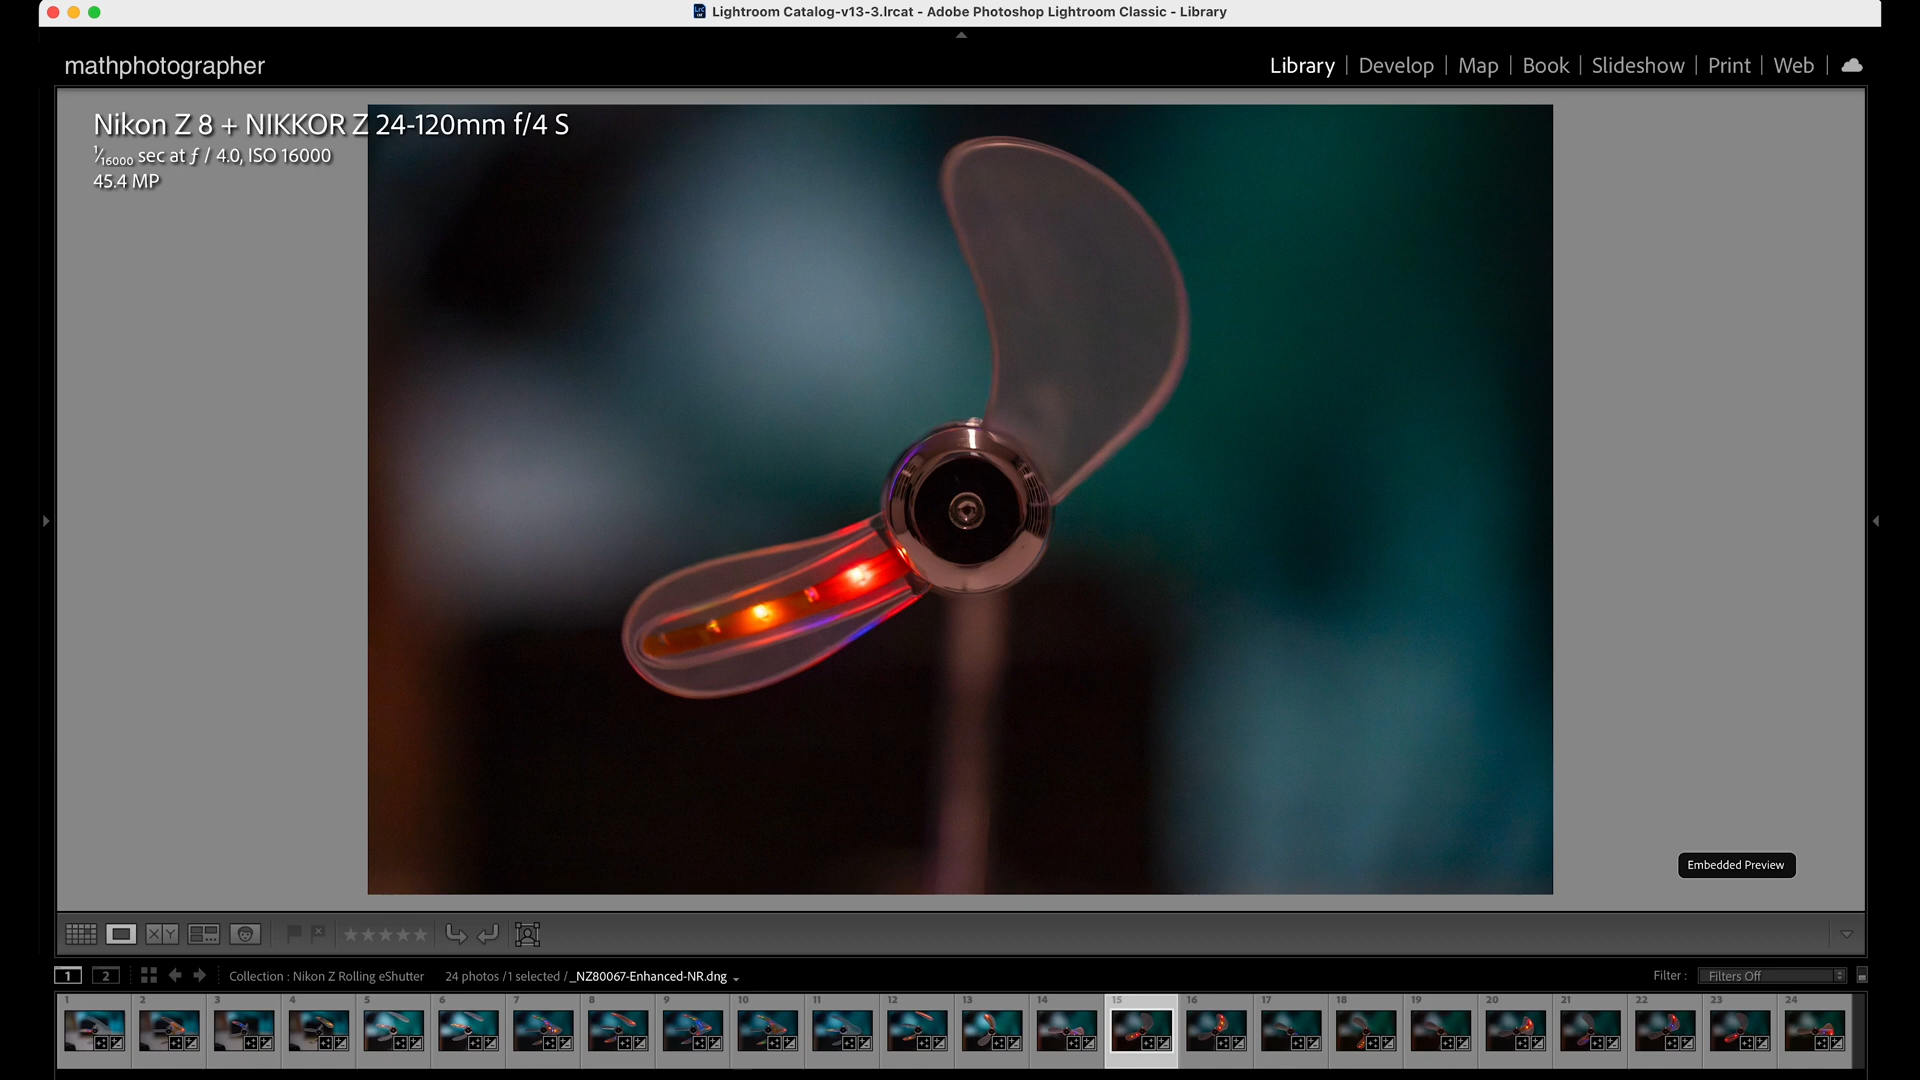 Lightroom Catalog-v13-3.lrcat - Adobe Photoshop Lightroom Classic - Library
mathphotographer
Library | Develop | Map | Book | Slideshow | Print | Web |
Nikon Z 8 + NIKKOR Z 24-120mm f/4 S
1/16000 sec at ƒ / 4.0, ISO 16000
45.4 MP
Embedded Preview
XY
1 2 Collection : Nikon Z Rolling eShutter 24 photos /1 selected /_NZ80067-Enhanced-NR.dng Filter : Filters Off
1 2 3 4 5 6 7 8 9 10 11 12 13 14 15 16 17 18 19 20 21 22 23 24